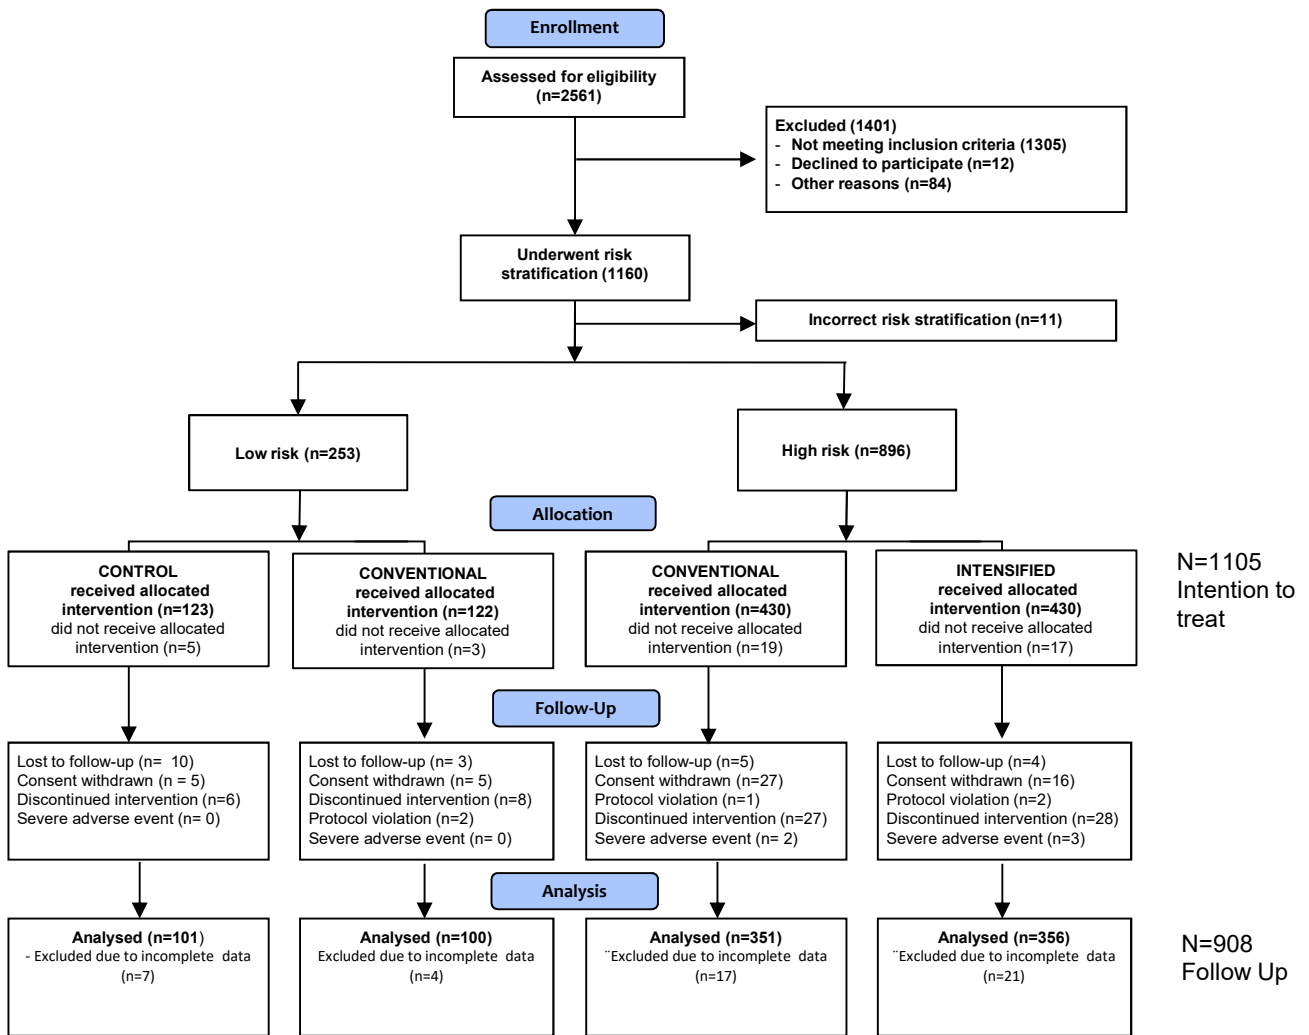 Enrollment
Assessed for eligibility
(n=2561)
Excluded (1401)
- Not meeting inclusion criteria (1305)
- Declined to participate (n=12)
- Other reasons (n=84)
Underwent risk
stratification (1160)
Incorrect risk stratification (n=11)
Low risk (n=253)
High risk (n=896)
Allocation
CONTROL
received allocated
intervention (n=123)
did not receive allocated
intervention (n=5)
CONVENTIONAL
received allocated
intervention (n=122)
did not receive allocated
intervention (n=3)
CONVENTIONAL
received allocated
intervention (n=430)
did not receive allocated
intervention (n=19)
INTENSIFIED
received allocated
intervention (n=430)
did not receive allocated
intervention (n=17)
N=1105
Intention to
treat
Follow-Up
Lost to follow-up (n= 10)
Consent withdrawn (n = 5)
Discontinued intervention (n=6)
Severe adverse event (n= 0)
Lost to follow-up (n= 3)
Consent withdrawn (n= 5)
Discontinued intervention (n=8)
Protocol violation (n=2)
Severe adverse event (n= 0)
Lost to follow-up (n=5)
Consent withdrawn (n=27)
Protocol violation (n=1)
Discontinued intervention (n=27)
Severe adverse event (n= 2)
Lost to follow-up (n=4)
Consent withdrawn (n=16)
Protocol violation (n=2)
Discontinued intervention (n=28)
Severe adverse event (n=3)
Analysis
Analysed (n=101)
- Excluded due to incomplete data
(n=7)
Analysed (n=100)
Excluded due to incomplete data
(n=4)
Analysed (n=351)
¨Excluded due to incomplete data
(n=17)
Analysed (n=356)
¨Excluded due to incomplete data
(n=21)
N=908
Follow Up